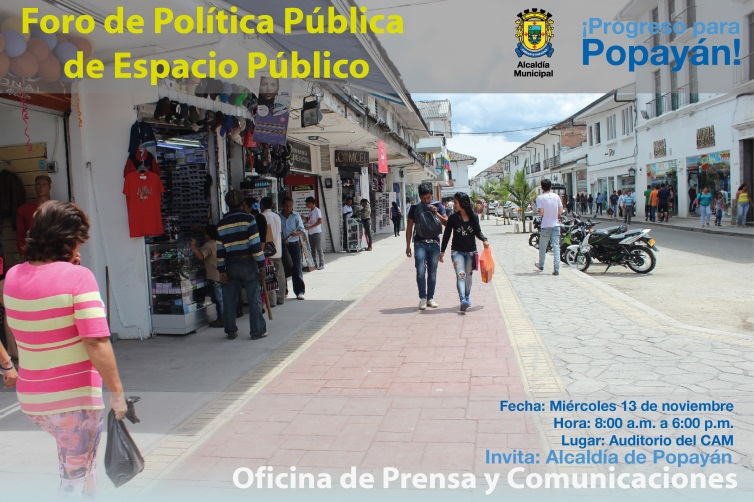 Foro de Política Pública
de Espacio Público
Alcaldía
Municipal
¡Progreso para
Popayán!
COMCEL
Fecha: Miércoles 13 de noviembre
Hora: 8:00 a.m. a 6:00 p.m.
Lugar: Auditorio del CAM
Invita: Alcaldía de Popayán
Oficina de Prensa y Comunicaciones